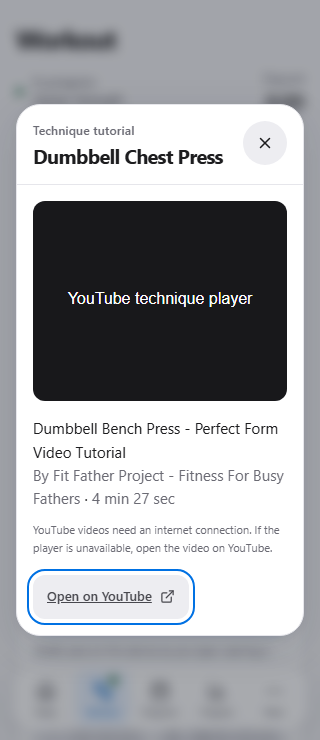 Workout
Technique tutorial
Dumbbell Chest Press
YouTube technique player
Dumbbell Bench Press - Perfect Form
Video Tutorial
By Fit Father Project - Fitness For Busy
Fathers · 4 min 27 sec
YouTube videos need an internet connection. If the
player is unavailable, open the video on YouTube.
Open on YouTube